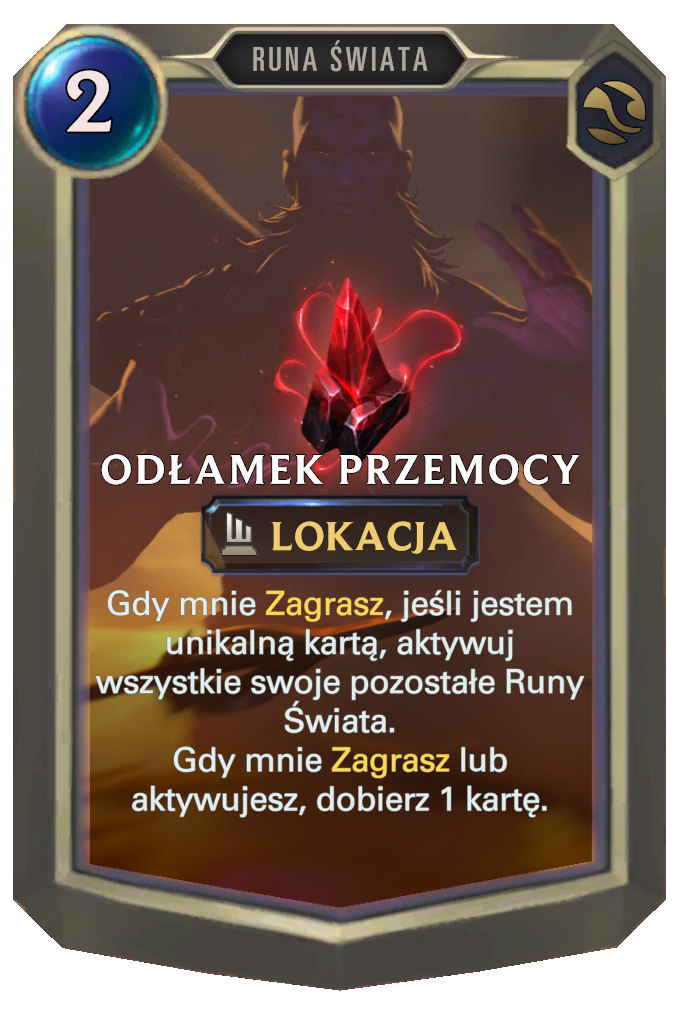 2
RUNA ŚWIATA
ODŁAMEK PRZEMOCY
LOKACJA
Gdy mnie Zagrasz, jeśli jestem
unikalną kartą, aktywuj
wszystkie swoje pozostałe Runy
Świata.
Gdy mnie Zagrasz lub
aktywujesz, dobierz 1 kartę.